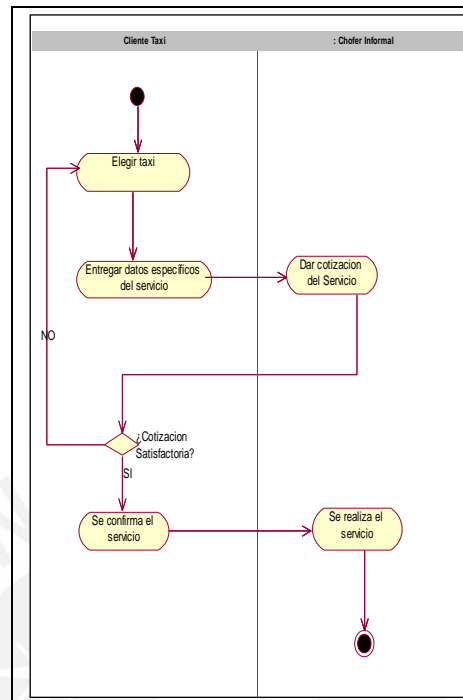 Cliente Taxi
: Chofer Informal
Elegir taxi
Entregar datos específicos
del servicio
Dar cotizacion
del Servicio
NO
¿Cotizacion
Satisfactoria?
SI
Se confirma el
servicio
Se realiza el
servicio